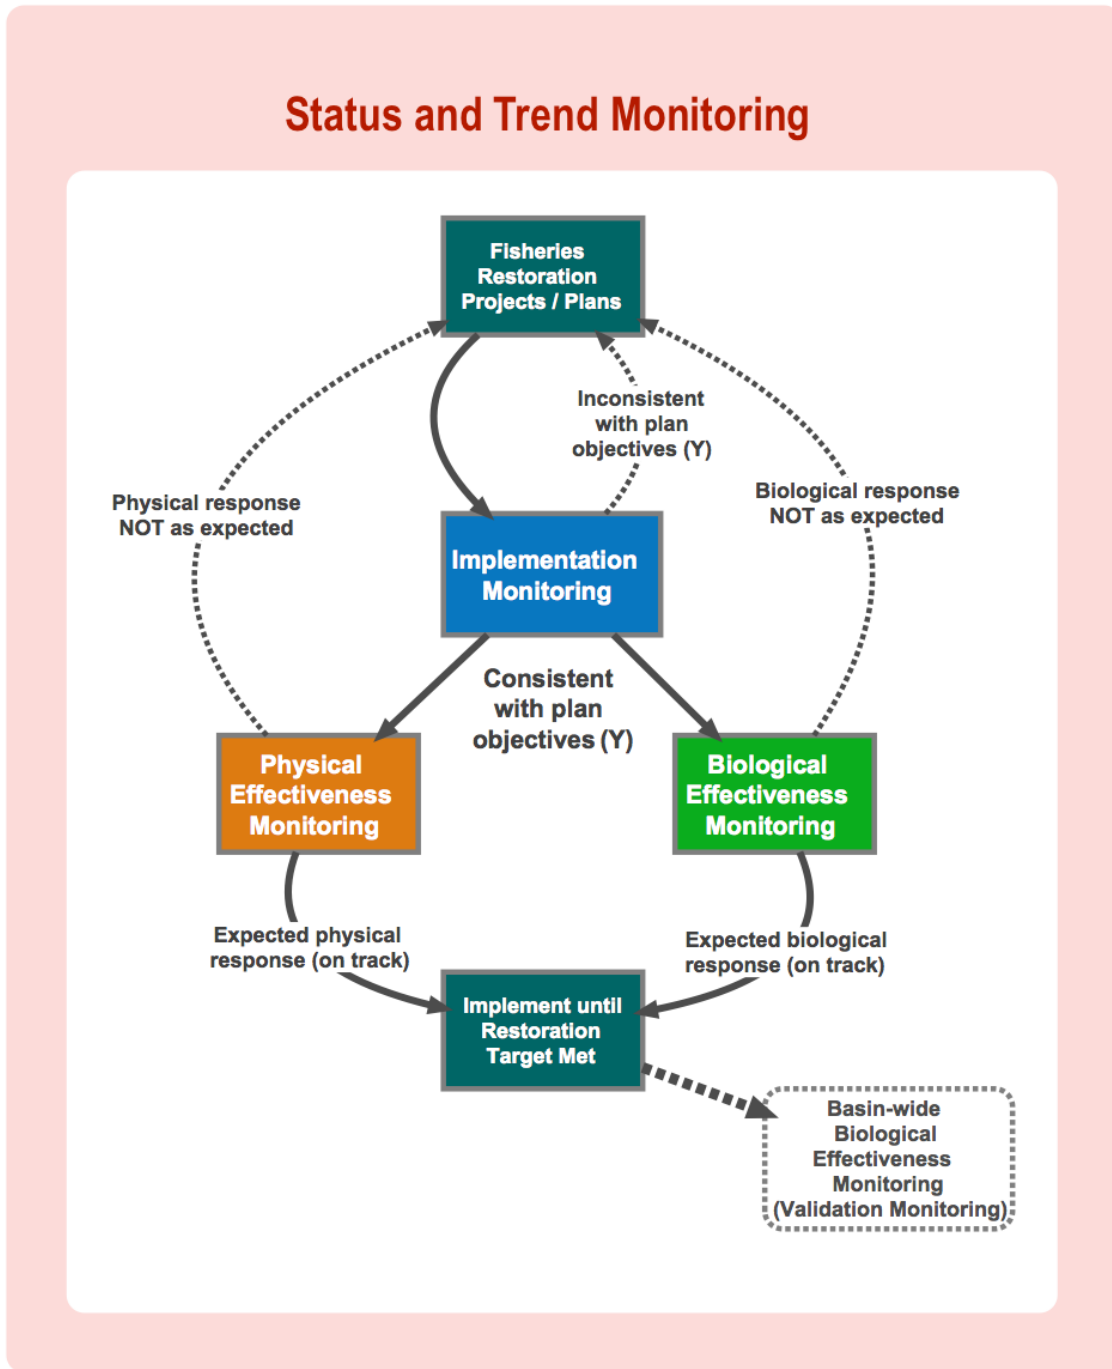 Status and Trend Monitoring
Fisheries
Restoration
Projects / Plans
Inconsistent
with plan
objectives (Y)
Physical response
NOT as expected
Biological response
NOT as expected
Implementation
Monitoring
Consistent
with plan
objectives (Y)
Physical
Effectiveness
Monitoring
Biological
Effectiveness
Monitoring
Expected physical
response (on track)
Expected biological
response (on track)
Implement until
Restoration
Target Met
Basin-wide
Biological
Effectiveness
Monitoring
(Validation Monitoring)